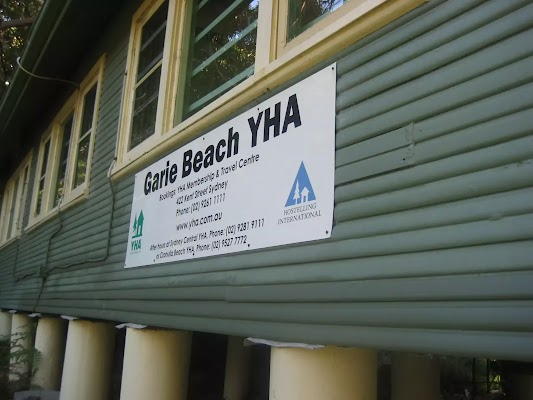 Garie Beach YHA
Bookings: YHA Membership & Travel Centre
422 Kent Street Sydney
Phone: (02) 9261 1111
www.yha.com.au
After hours at Sydney Central YHA, Phone: (02) 9281 9111
or Cronulla Beach YHA, Phone: (02) 9527 7772
YHA
HOSTELLING
INTERNATIONAL